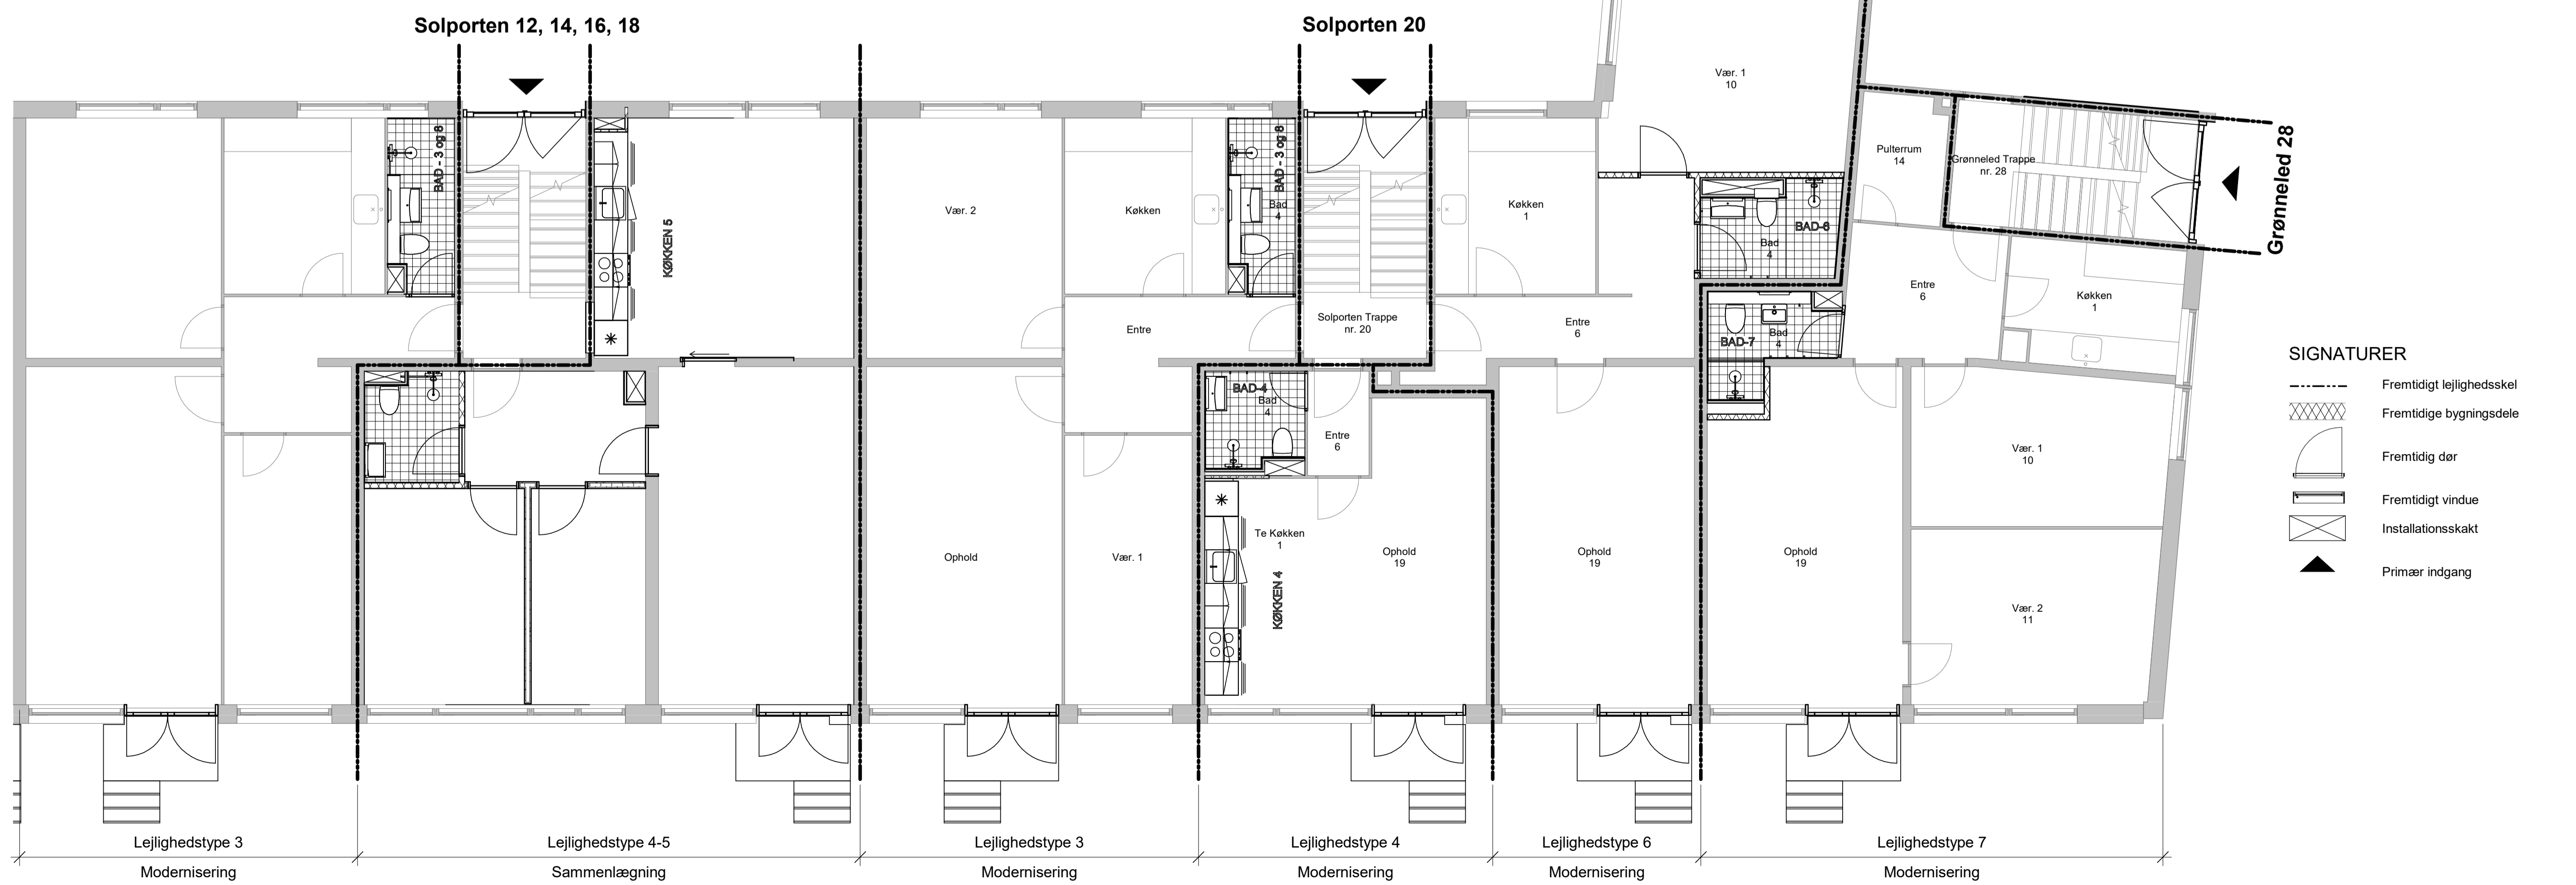 Solporten 12, 14, 16, 18
Solporten 20
Vær. 1
10
Grønneled 28
BAD - 3 og 8
KØKKEN 5
Vær. 2
Køkken
BAD - 3 og 8
Bad
4
Køkken
1
BAD-6
Bad
4
Pulterrum
14
Grønneled Trappe
nr. 28
Entre
6
Køkken
1
Entre
Solporten Trappe
nr. 20
Entre
6
BAD-7
Bad
4
BAD-4
Bad
4
Entre
6
Vær. 1
10
Ophold
Vær. 1
Te Køkken
1
KØKKEN 4
Ophold
19
Ophold
19
Ophold
19
Vær. 2
11
SIGNATURER
Fremtidigt lejlighedsskel
Fremtidige bygningsdele
Fremtidig dør
Fremtidigt vindue
Installationsskakt
Primær indgang
Lejlighedstype 3
Modernisering
Lejlighedstype 4-5
Sammenlægning
Lejlighedstype 3
Modernisering
Lejlighedstype 4
Modernisering
Lejlighedstype 6
Modernisering
Lejlighedstype 7
Modernisering